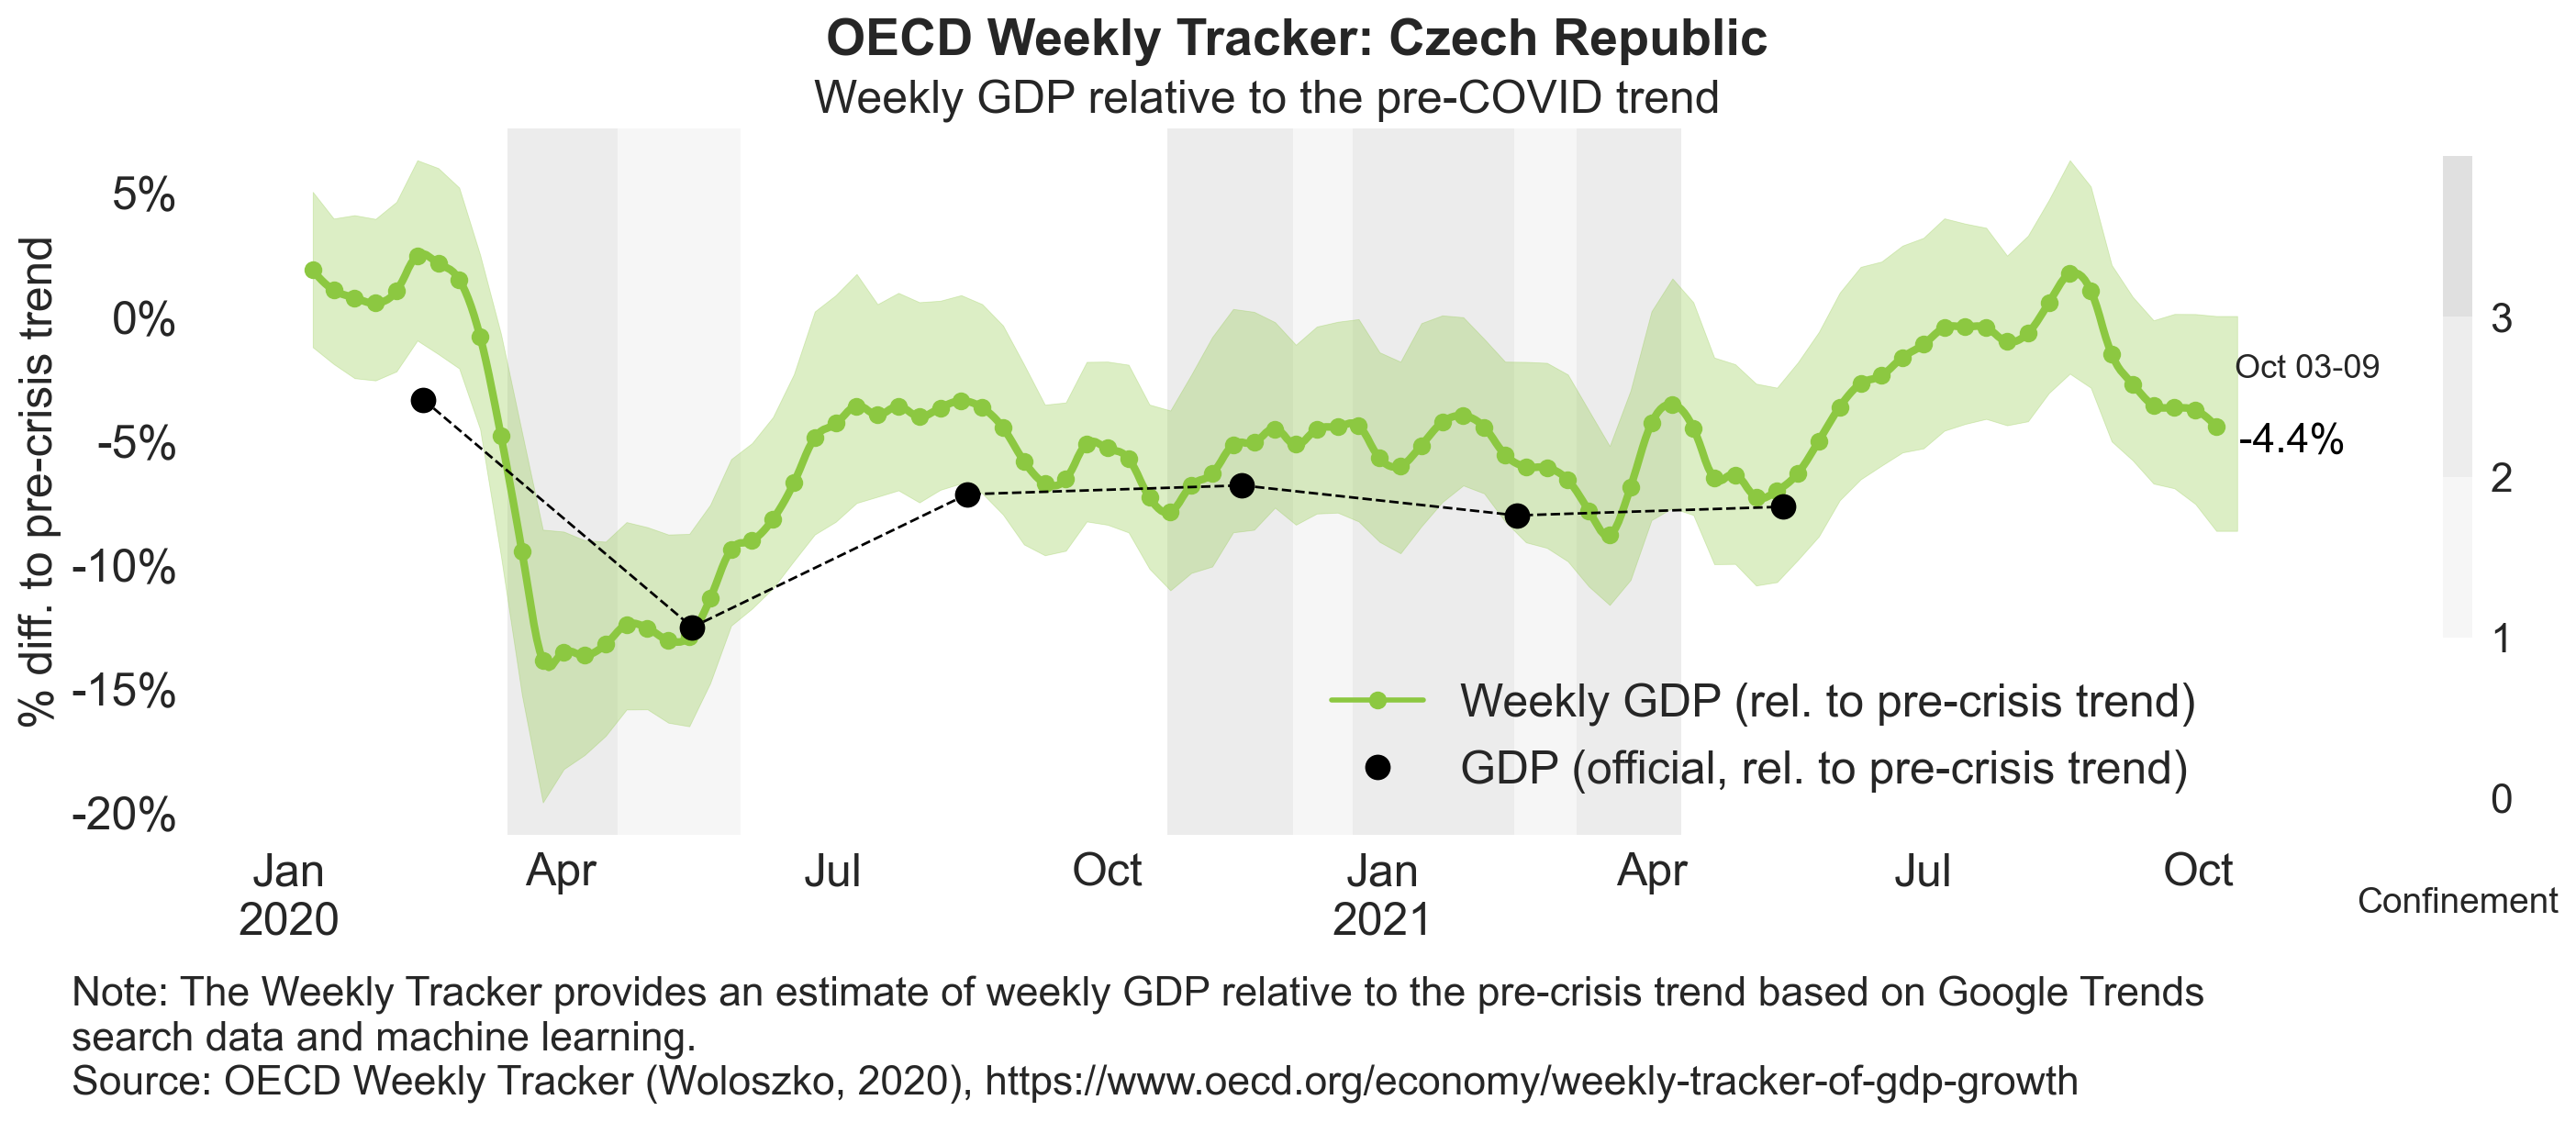 OECD Weekly Tracker: Czech Republic
Weekly GDP relative to the pre-COVID trend
% diff. to pre-crisis trend
5%
0%
-5%
-10%
-15%
-20%
Oct 03-09
-4.4%
Weekly GDP (rel. to pre-crisis trend)
GDP (official, rel. to pre-crisis trend)
3
2
1
0
Confinement
Jan Apr Jul Oct Jan Apr Jul Oct
2020 2021
Note: The Weekly Tracker provides an estimate of weekly GDP relative to the pre-crisis trend based on Google Trends
search data and machine learning.
Source: OECD Weekly Tracker (Woloszko, 2020), https://www.oecd.org/economy/weekly-tracker-of-gdp-growth